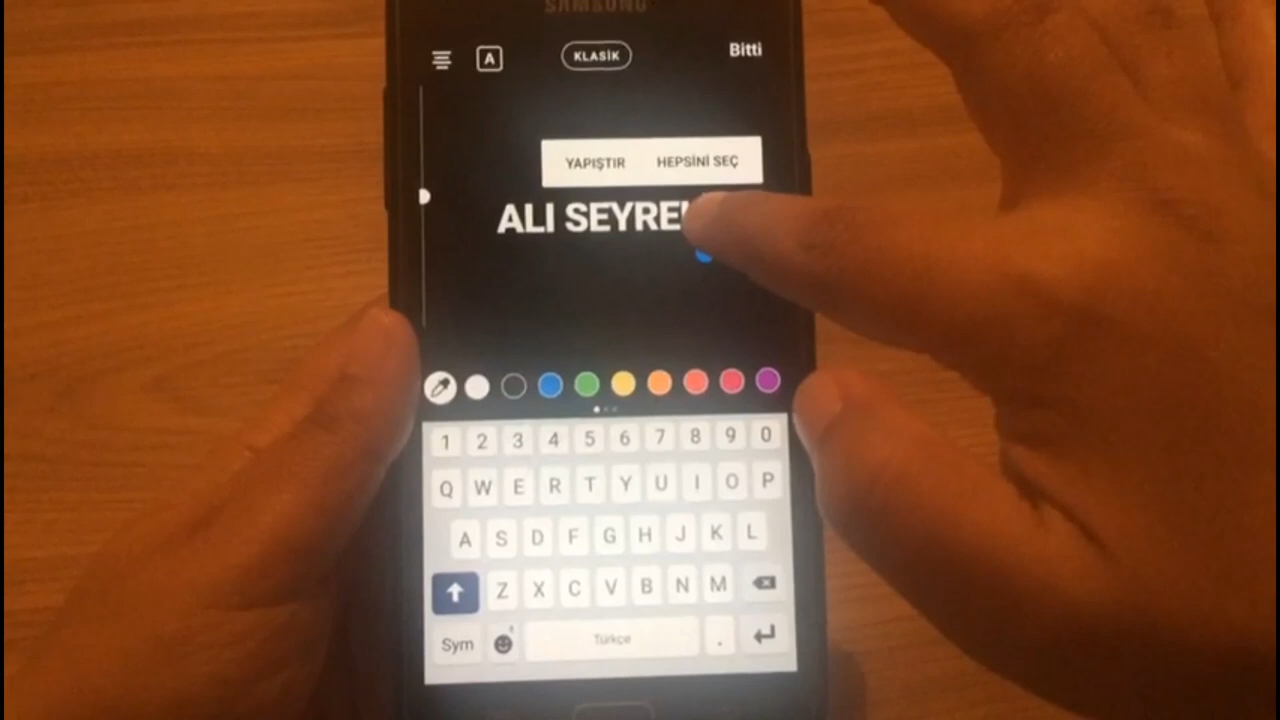 SAMSUNG
A KLASİK Bitti
YAPIŞTIR HEPSİNİ SEÇ
ALI
1 2 3 4 5 6 7 8 9 0
Q W E R T Y U I O P
A S D F G H J K L
Z X C V B N M
Sym Türkçe .